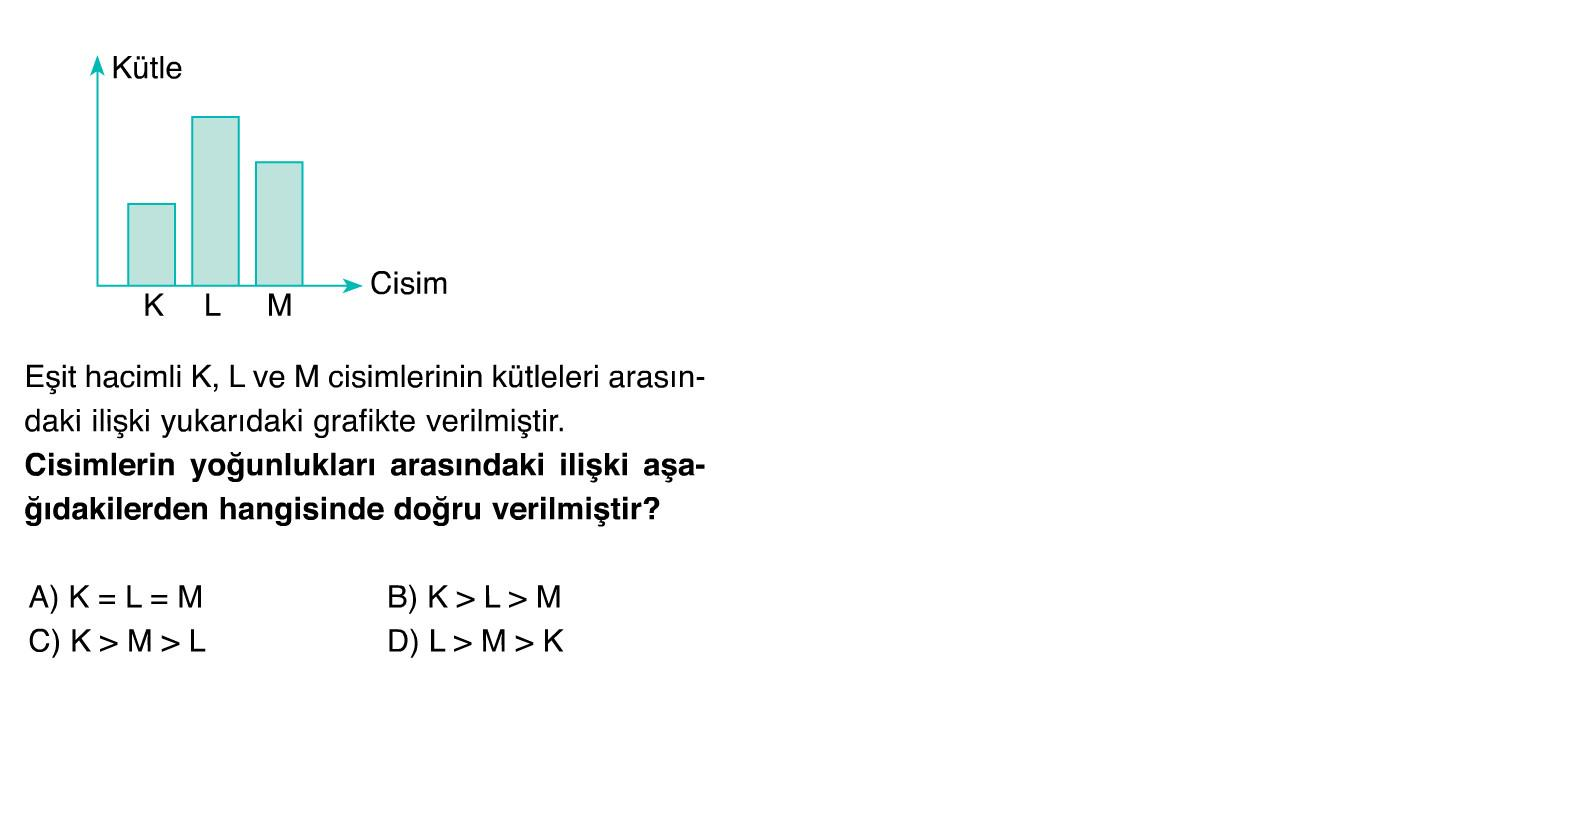 Kütle
Cisim
K L M
Eşit hacimli K, L ve M cisimlerinin kütleleri arasın-
daki ilişki yukarıdaki grafikte verilmiştir.
Cisimlerin yoğunlukları arasındaki ilişki aşa-
ğıdakilerden hangisinde doğru verilmiştir?
A) K = L = M B) K > L > M
C) K > M > L D) L > M > K